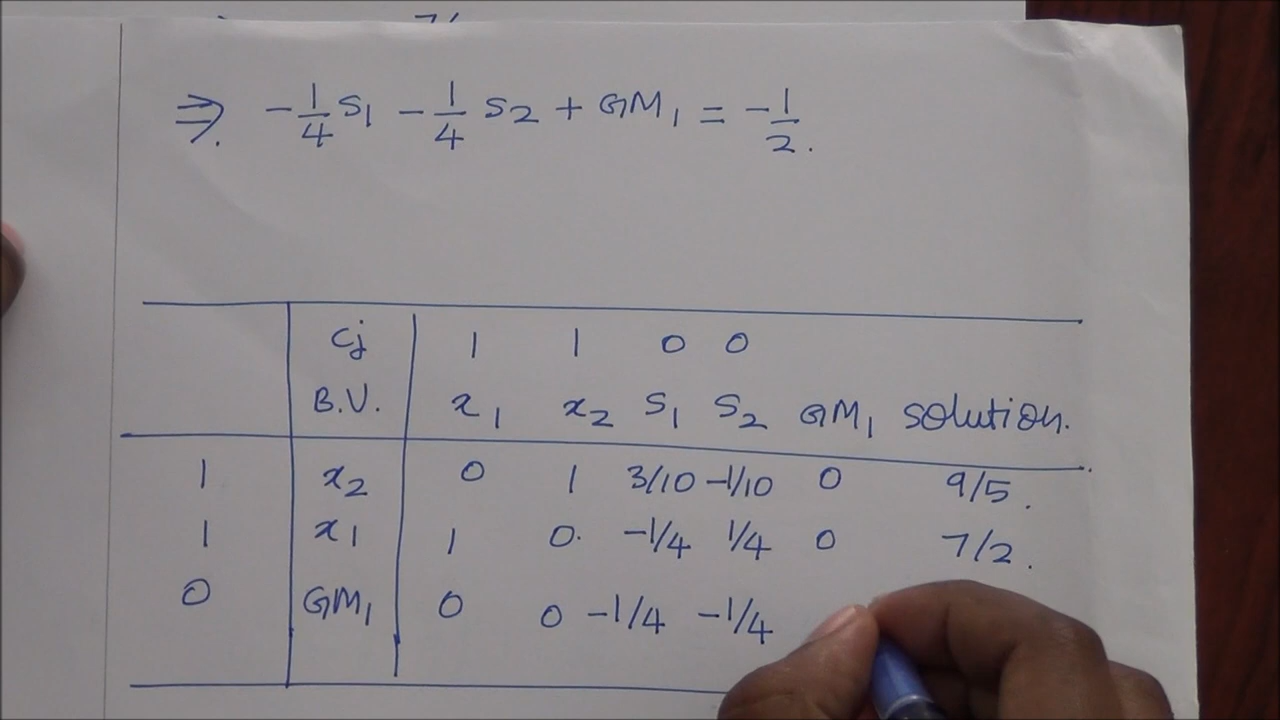 ⇒. -1/4 S1 - 1/4 S2 + GM1 = -1/2.
Cj 1 1 0 0
B.V. x1 x2 S1 S2 GM1 solution.
1 x2 0 1 3/10 -1/10 0 9/5.
1 x1 1 0. -1/4 1/4 0 7/2.
0 GM1 0 0 -1/4 -1/4